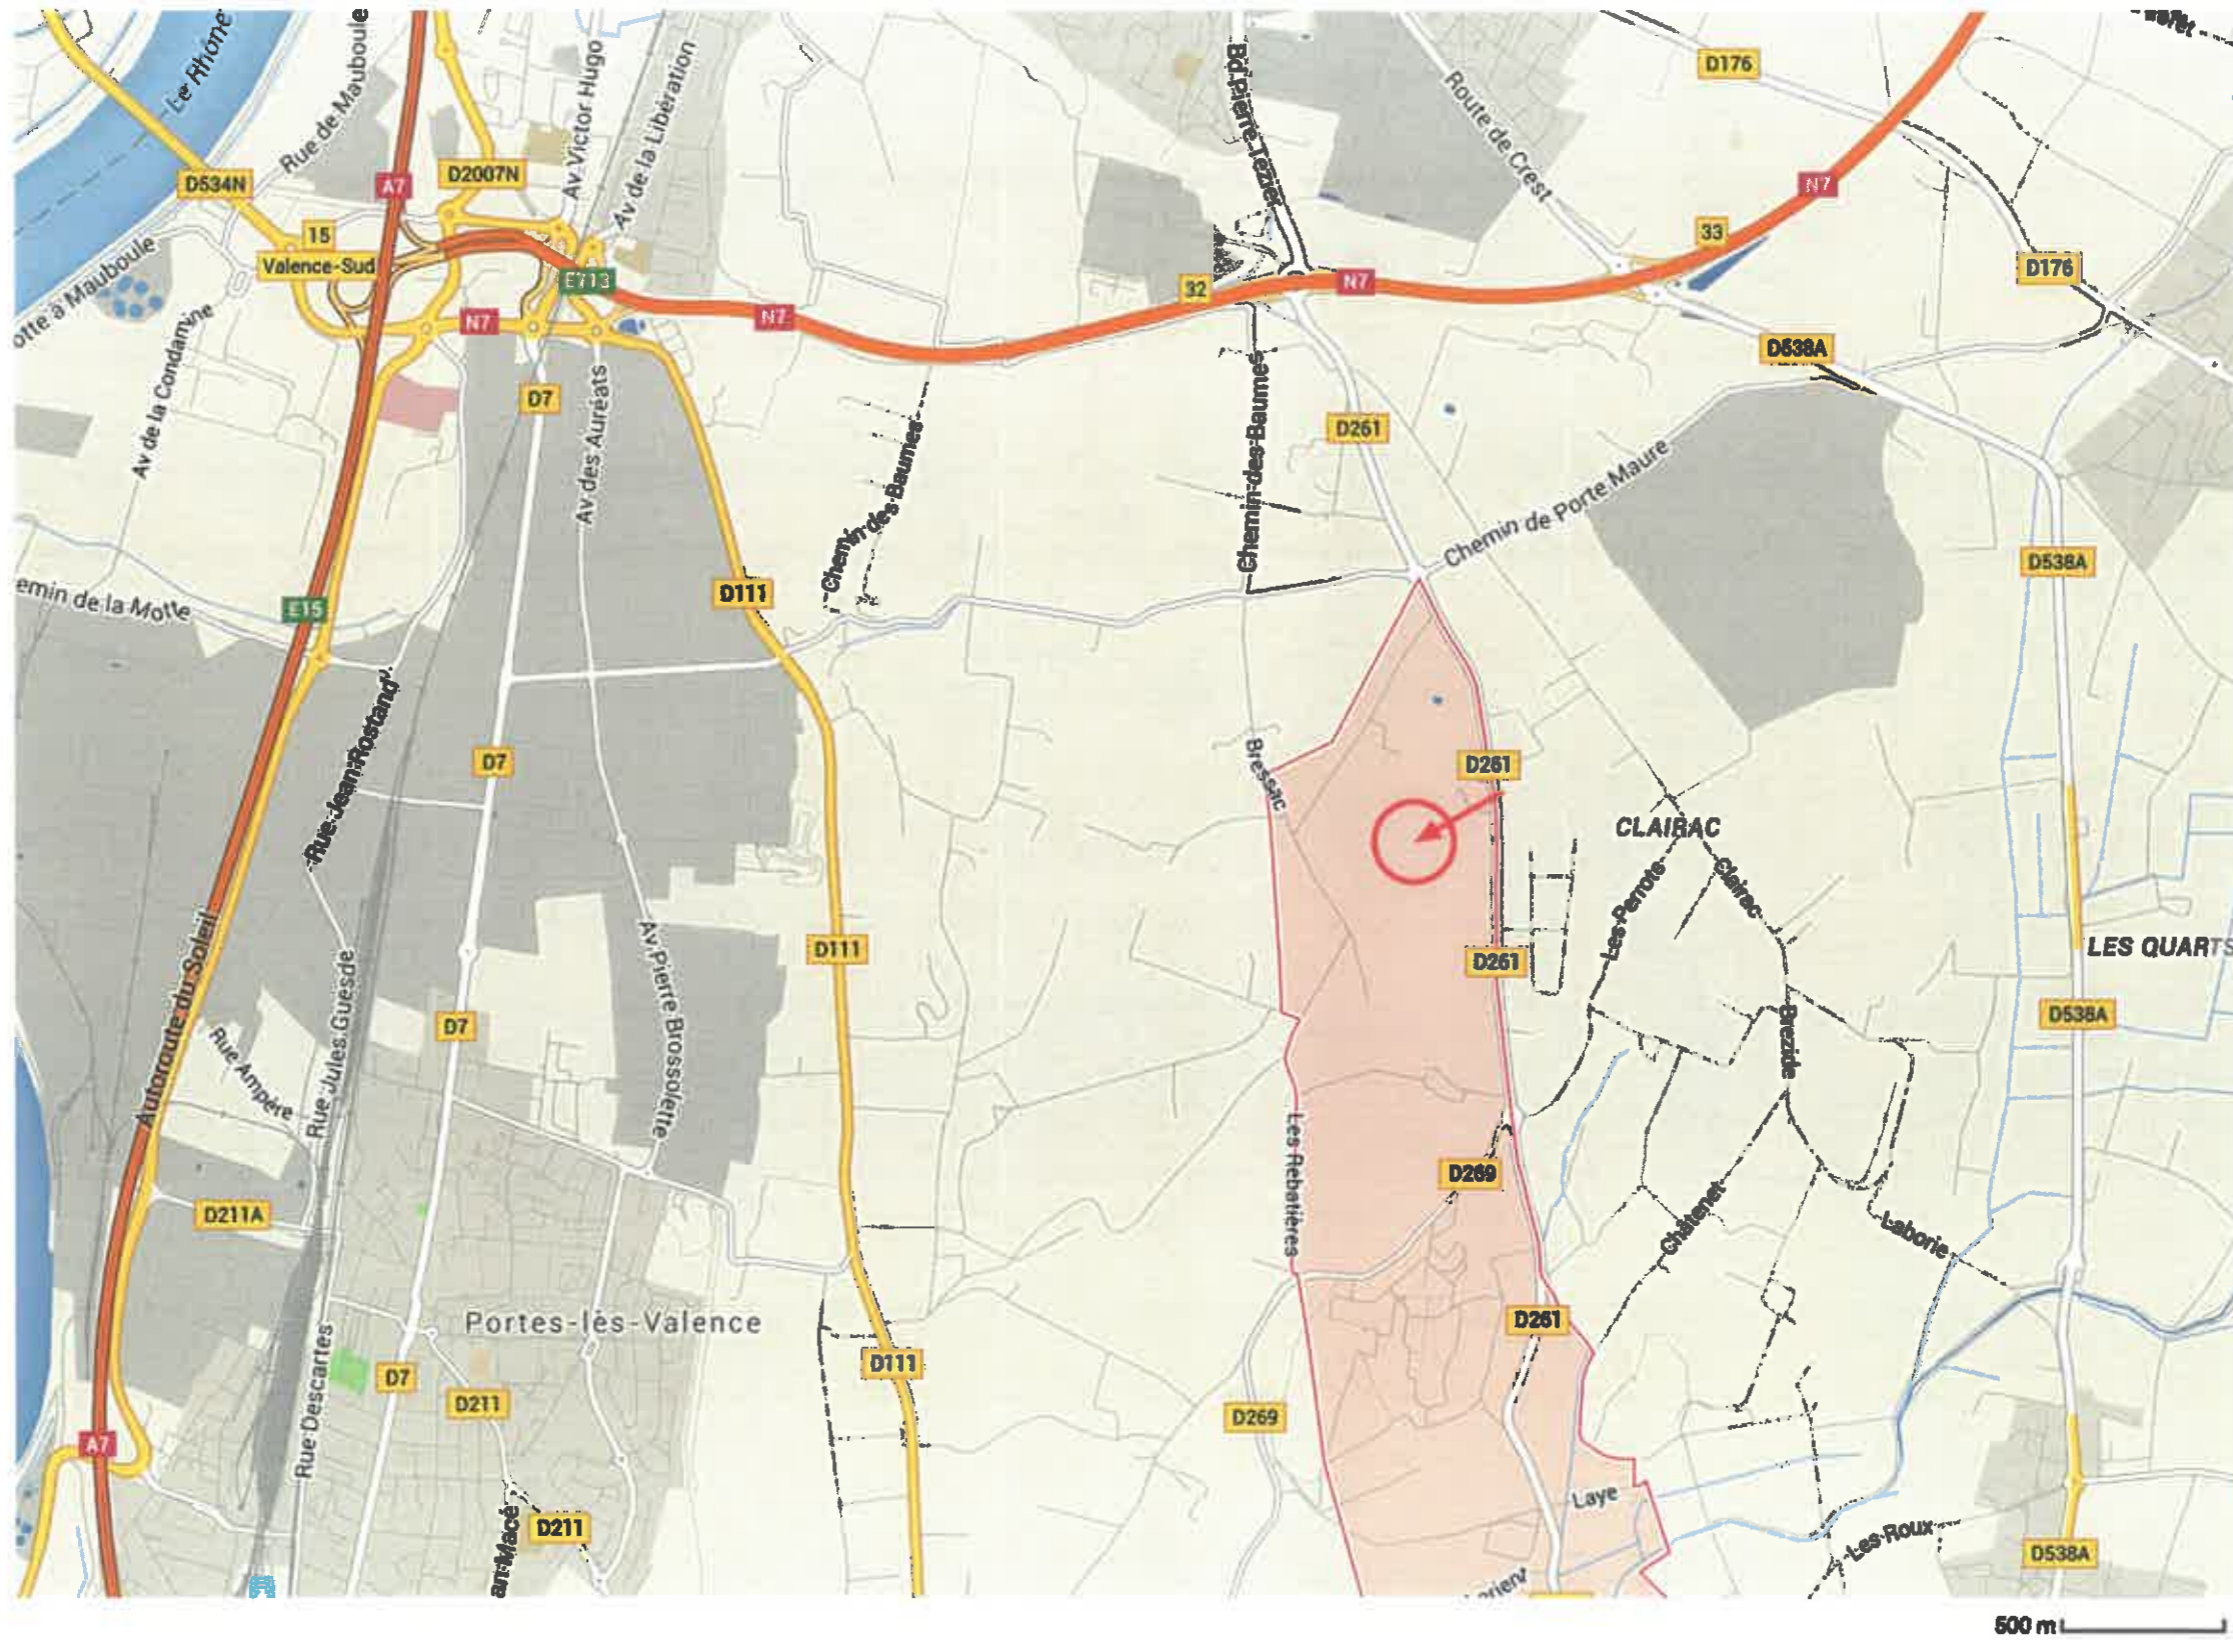 Le Rhône
Rue de Mauboule
Av Victor Hugo
Av de la Libération
Bd Pierre Tézier
Route de Crest
D176
D534N
A7
D2007N
N7
33
15
Valence-Sud
E713
32
N7
D176
N7
N7
otte à Mauboule
Av de la Condamine
D538A
D7
Av des Auréats
Chemin des Baumes
Chemin des Baumes
D261
Chemin de Porte Maure
D538A
emin de la Motte
E15
D111
Rue Jean Rostand
D7
Bressac
D261
CLAIRAC
Les Perrots
Clairac
Autoroute du Soleil
D111
Av Pierre Brossolette
D261
LES QUARTS
Rue Ampère
Rue Jules Guesde
D7
D538A
Brezide
Les Rebatières
D269
D211A
Châtenet
Laborie
Portes-lès-Valence
D261
D111
Rue Descartes
D7
D211
D269
A7
Laye
an Macé
D211
Les Roux
D538A
500 m